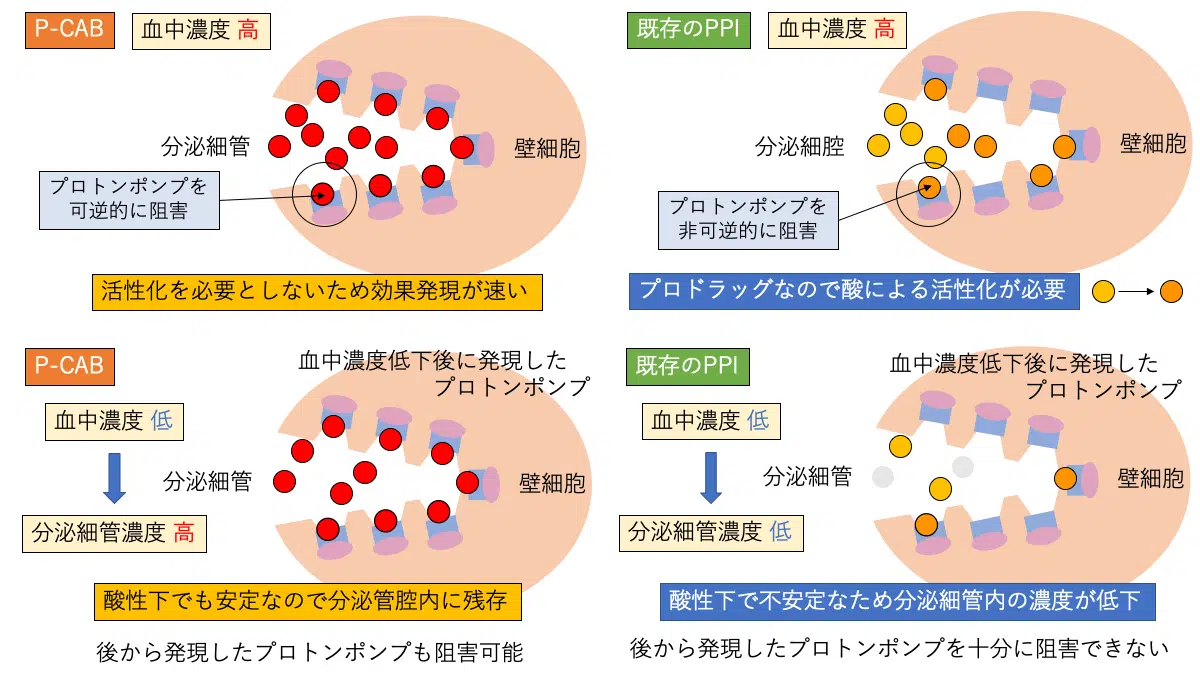 P-CAB
血中濃度 高
分泌細管
壁細胞
プロトンポンプを
可逆的に阻害
活性化を必要としないため効果発現が速い
既存のPPI
血中濃度 高
分泌細腔
壁細胞
プロトンポンプを
非可逆的に阻害
プロドラッグなので酸による活性化が必要
P-CAB
血中濃度低下後に発現した
プロトンポンプ
血中濃度 低
分泌細管
壁細胞
分泌細管濃度 高
酸性下でも安定なので分泌管腔内に残存
後から発現したプロトンポンプも阻害可能
既存のPPI
血中濃度低下後に発現した
プロトンポンプ
血中濃度 低
分泌細管
壁細胞
分泌細管濃度 低
酸性下で不安定なため分泌細管内の濃度が低下
後から発現したプロトンポンプを十分に阻害できない